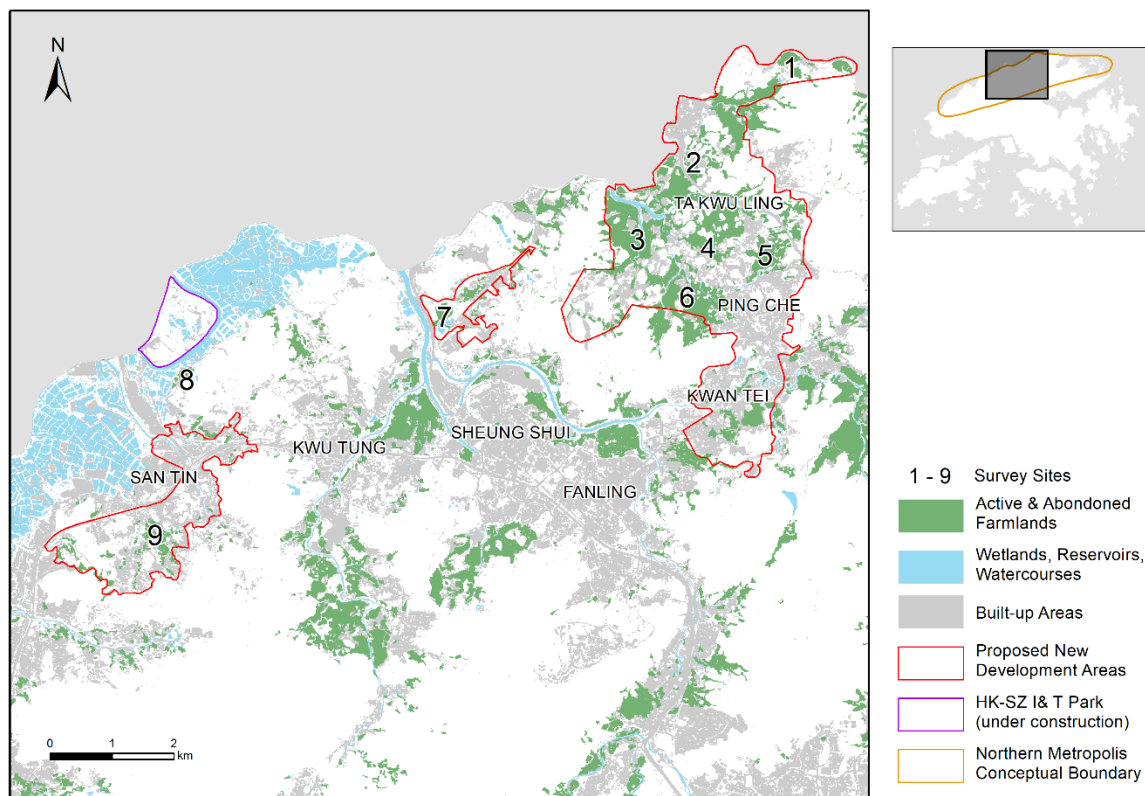 N
1
2
TA KWU LING
3
4
5
6
PING CHE
7
8
KWAN TEI
KWU TUNG
SHEUNG SHUI
SAN TIN
FANLING
9
0 1 2
km
1 - 9 Survey Sites
Active & Abondoned
Farmlands
Wetlands, Reservoirs,
Watercourses
Built-up Areas
Proposed New
Development Areas
HK-SZ I& T Park
(under construction)
Northern Metropolis
Conceptual Boundary